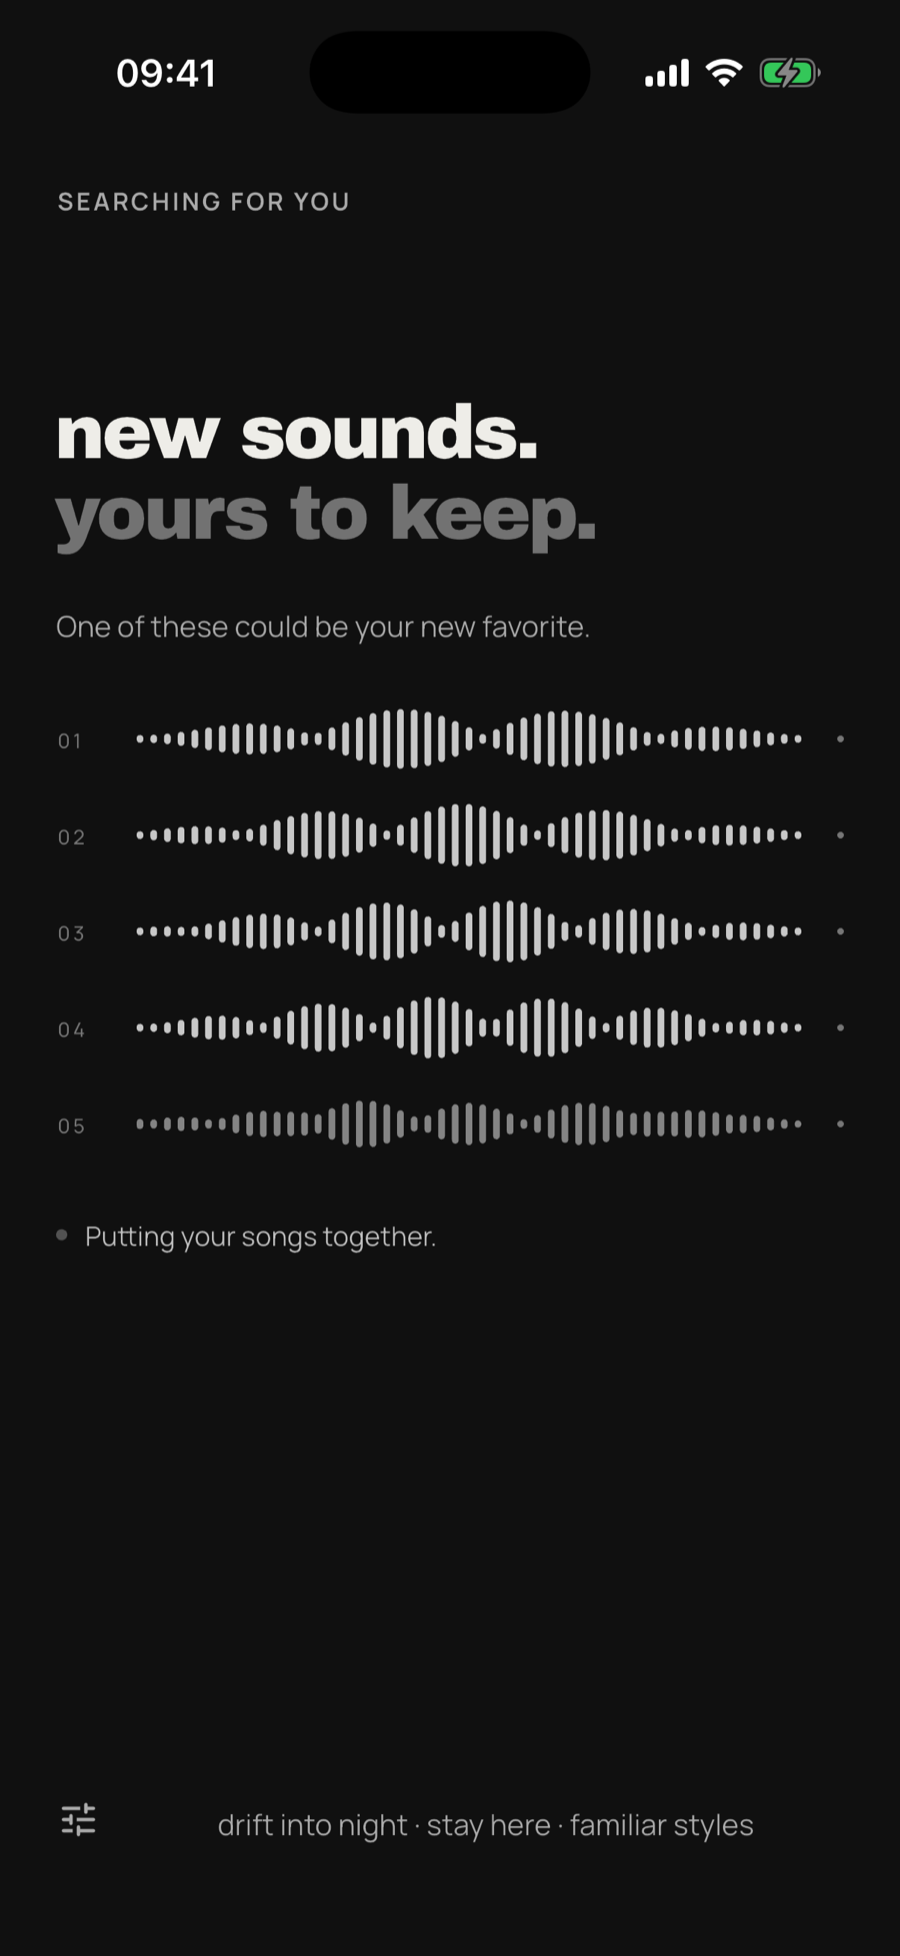 09:41
SEARCHING FOR YOU
new sounds.
yours to keep.
One of these could be your new favorite.
01
02
03
04
05
Putting your songs together.
drift into night · stay here · familiar styles